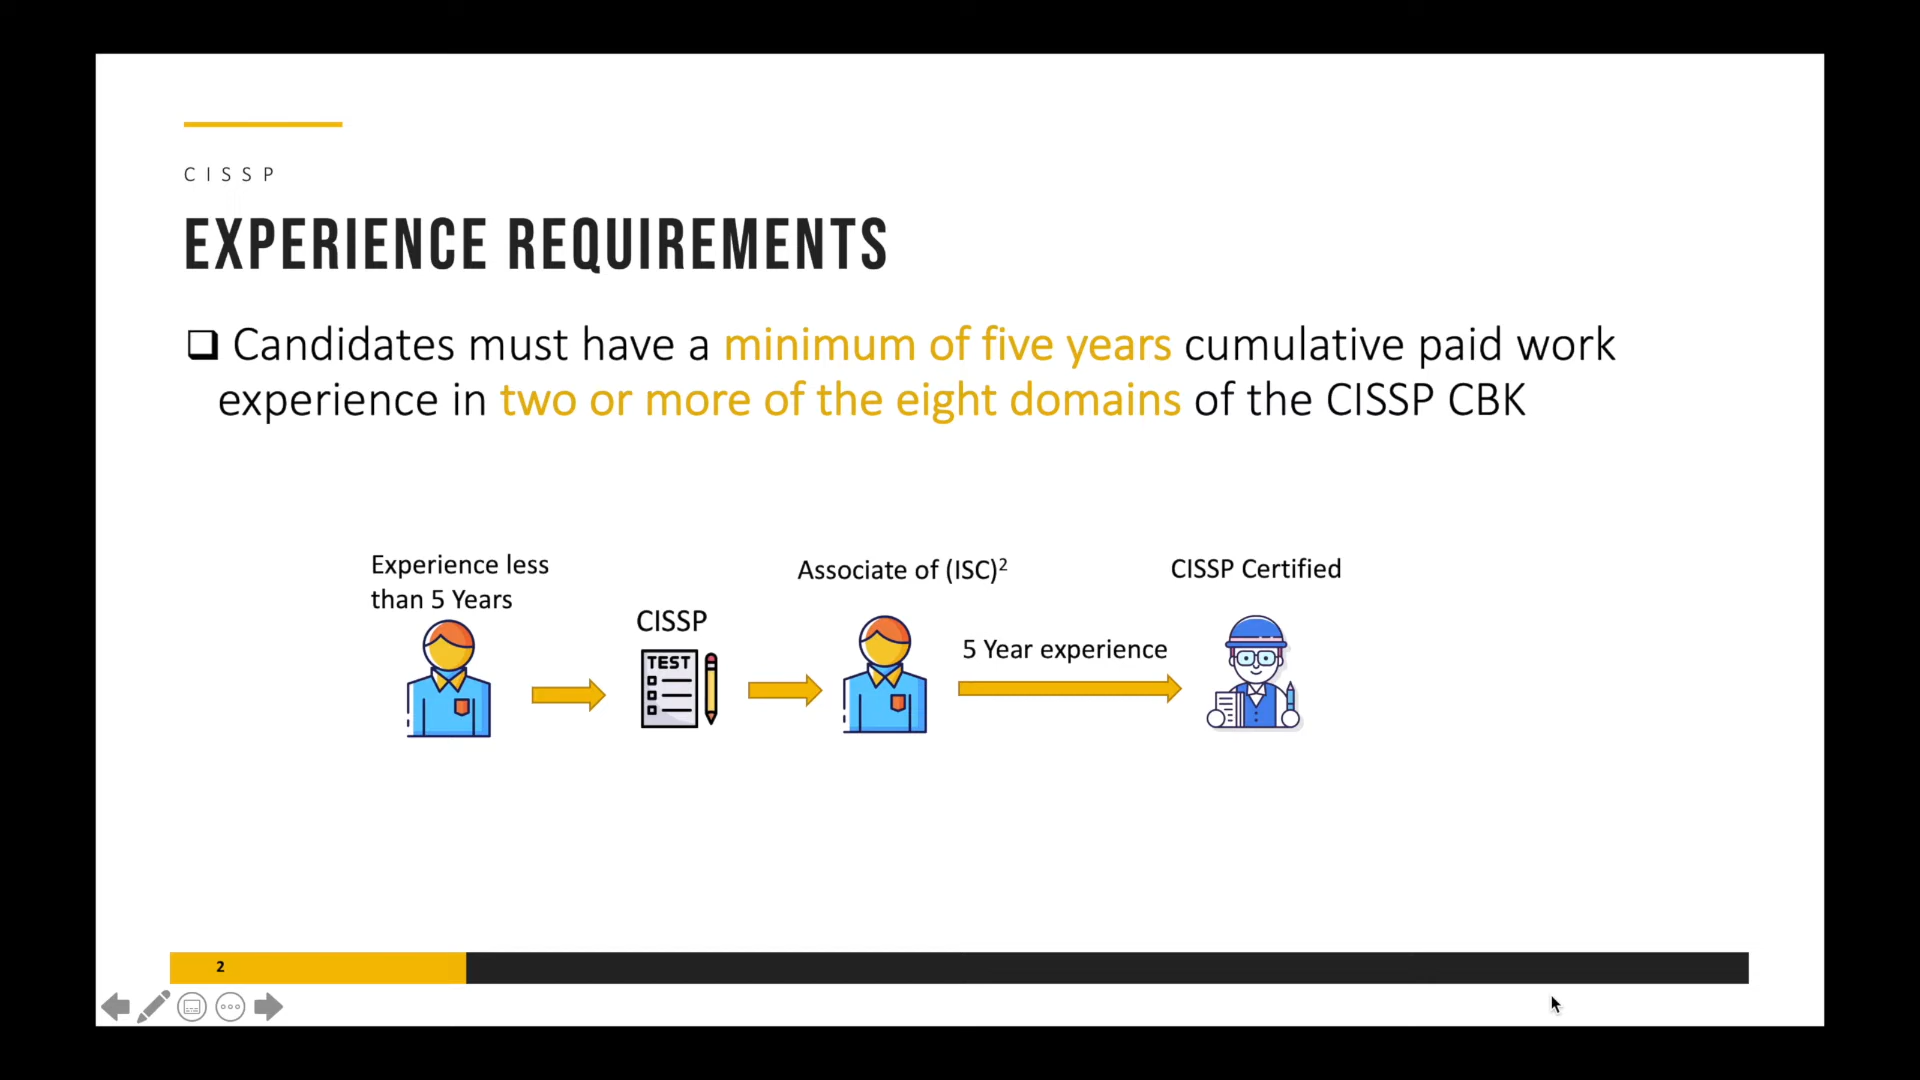 CISSP
EXPERIENCE REQUIREMENTS
Candidates must have a minimum of five years cumulative paid work
experience in two or more of the eight domains of the CISSP CBK
Experience less
than 5 Years
CISSP
TEST
Associate of (ISC)²
5 Year experience
CISSP Certified
2